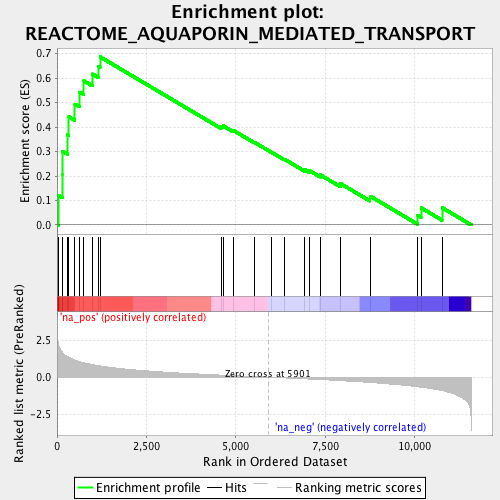 Enrichment plot:
REACTOME_AQUAPORIN_MEDIATED_TRANSPORT
Enrichment score (ES)
0.7
0.6
0.5
0.4
0.3
0.2
0.1
0.0
'na_pos' (positively correlated)
Ranked list metric (PreRanked)
2.5
0.0
-2.5
Zero cross at 5901
'na_neg' (negatively correlated)
0
2,500
5,000
7,500
10,000
Rank in Ordered Dataset
Enrichment profile
Hits
Ranking metric scores